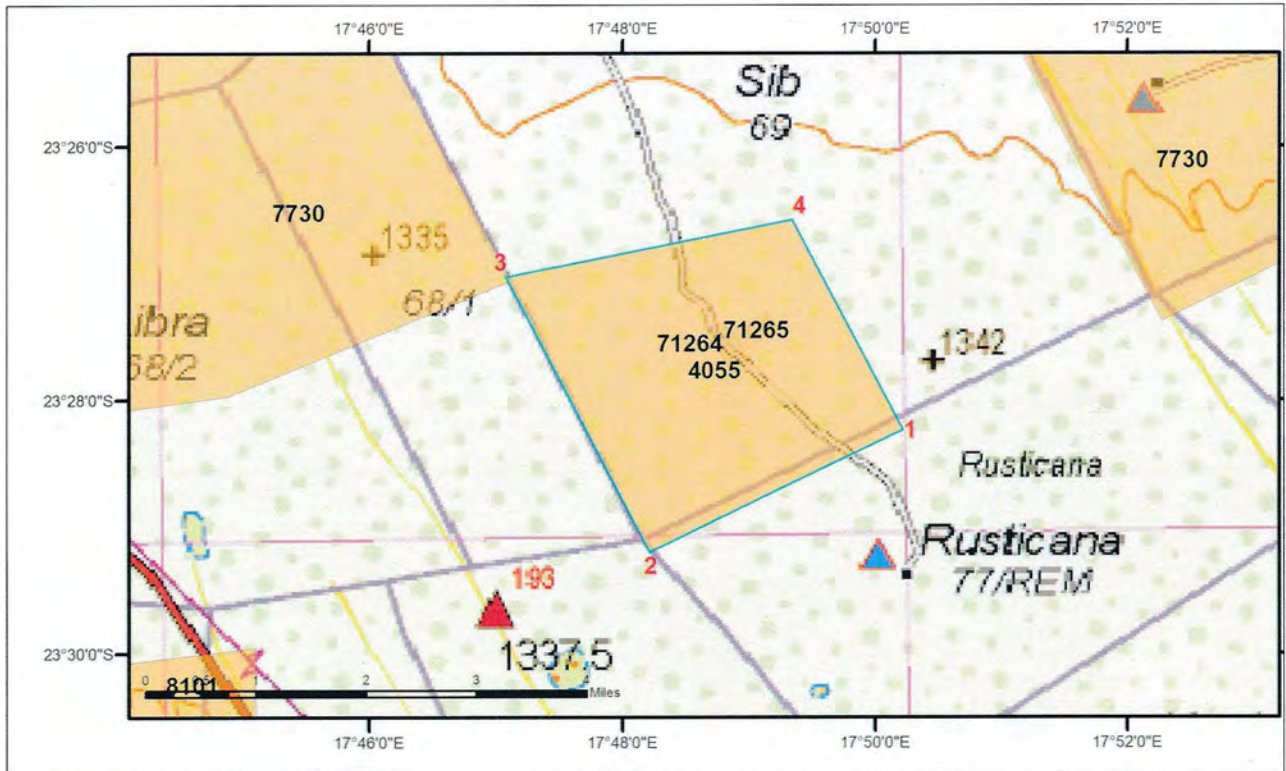 17°46'0"E 17°48'0"E 17°50'0"E 17°52'0"E
Sib
69
23°26'0"S
7730
4
7730
1335
3
68/1
ibra
68/2
71265
71264
4055
1342
23°28'0"S
1
Rusticana
Rusticana
77/REM
2
193
1337.5
23°30'0"S
8101
0 0.5 1 2 3 4
Miles
17°46'0"E 17°48'0"E 17°50'0"E 17°52'0"E